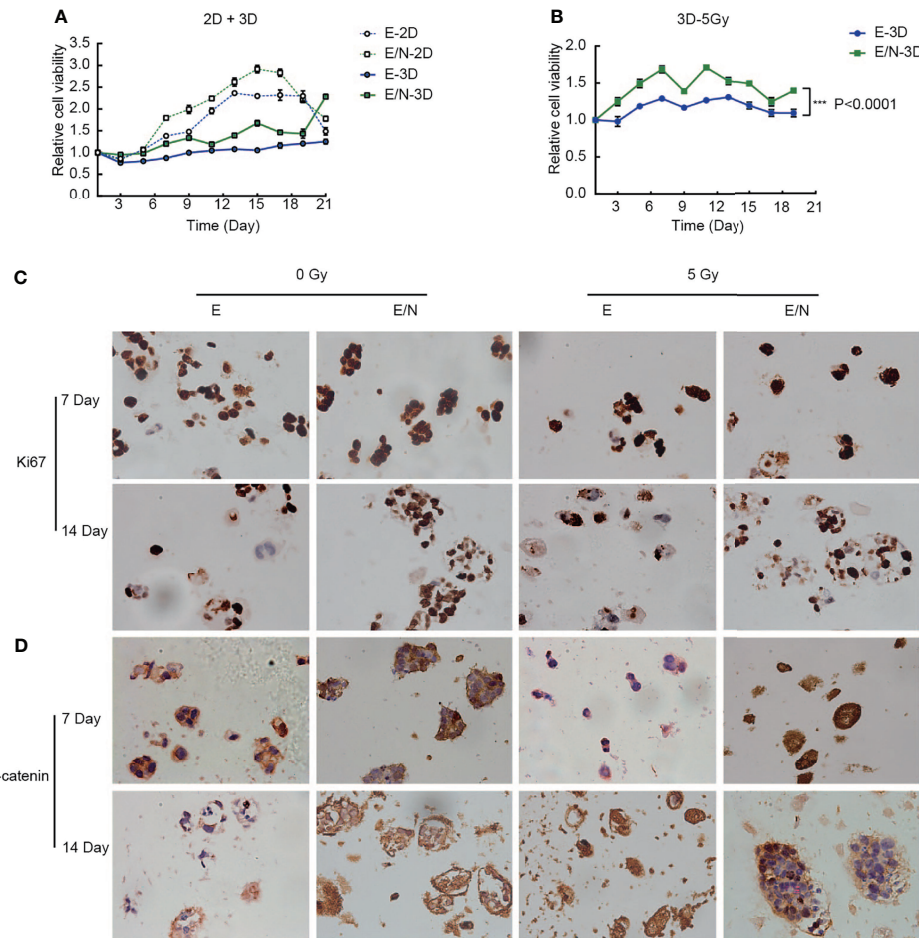 A
2D + 3D
Relative cell viability
3.5
3.0
2.5
2.0
1.5
1.0
0.5
0.0
3 6 9 12 15 18 21
Time (Day)
E-2D
E/N-2D
E-3D
E/N-3D
B
3D-5Gy
Relative cell viability
2.0
1.5
1.0
0.5
0.0
3 6 9 12 15 18 21
Time (Day)
E-3D
E/N-3D
*** P<0.0001
C
0 Gy 5 Gy
E E/N E E/N
Ki67
7 Day
14 Day
D
-catenin
7 Day
14 Day